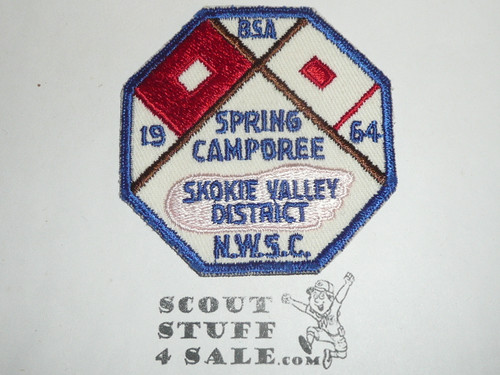 BSA
19 64
SPRING
CAMPOREE
SKOKIE VALLEY
DISTRICT
N.W.S.C.
SCOUT
STUFF
4 SALE.com